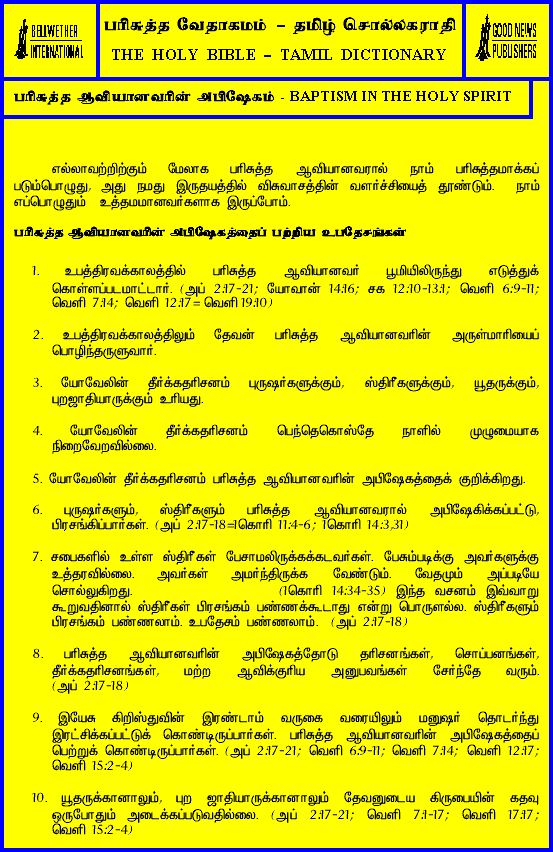 BELLWETHER
INTERNATIONAL
பரிசுத்த வேதாகமம் – தமிழ் சொல்லகராதி
THE HOLY BIBLE – TAMIL DICTIONARY
GOOD NEWS
PUBLISHERS
பரிசுத்த ஆவியானவரின் அபிஷேகம் - BAPTISM IN THE HOLY SPIRIT
எல்லாவற்றிற்கும் மேலாக பரிசுத்த ஆவியானவரால் நாம் பரிசுத்தமாக்கப்
படும்பொழுது, அது நமது இருதயத்தில் விசுவாசத்தின் வளர்ச்சியைத் தூண்டும். நாம்
எப்பொழுதும் உத்தமமானவர்களாக இருப்போம்.
பரிசுத்த ஆவியானவரின் அபிஷேகத்தைப் பற்றிய உபதேசங்கள்
1. உபத்திரவக்காலத்தில் பரிசுத்த ஆவியானவர் பூமியிலிருந்து எடுத்துக்
கொள்ளப்படமாட்டார். (அப் 2:17-21; யோவான் 14:16; சக 12:10-13:1; வெளி 6:9-11;
வெளி 7:14; வெளி 12:17 = வெளி 19:10)
2. உபத்திரவக்காலத்திலும் தேவன் பரிசுத்த ஆவியானவரின் அருள்மாரியைப்
பொழிந்தருளுவார்.
3. யோவேலின் தீர்க்கதரிசனம் புருஷர்களுக்கும், ஸ்திரீகளுக்கும், யூதருக்கும்,
புறஜாதியாருக்கும் உரியது.
4. யோவேலின் தீர்க்கதரிசனம் பெந்தெகொஸ்தே நாளில் முழுமையாக
நிறைவேறவில்லை.
5. யோவேலின் தீர்க்கதரிசனம் பரிசுத்த ஆவியானவரின் அபிஷேகத்தைக் குறிக்கிறது.
6. புருஷர்களும், ஸ்திரீகளும் பரிசுத்த ஆவியானவரால் அபிஷேகிக்கப்பட்டு,
பிரசங்கிப்பார்கள். (அப் 2:17-18=1கொரி 11:4-6; 1கொரி 14:3,31)
7. சபைகளில் உள்ள ஸ்திரீகள் பேசாமலிருக்கக்கடவர்கள். பேசும்படிக்கு அவர்களுக்கு
உத்தரவில்லை. அவர்கள் அமர்ந்திருக்க வேண்டும். வேதமும் அப்படியே
சொல்லுகிறது. (1கொரி 14:34-35) இந்த வசனம் இவ்வாறு
கூறுவதினால் ஸ்திரீகள் பிரசங்கம் பண்ணக்கூடாது என்று பொருளல்ல. ஸ்திரீகளும்
பிரசங்கம் பண்ணலாம். உபதேசம் பண்ணலாம். (அப் 2:17-18)
8. பரிசுத்த ஆவியானவரின் அபிஷேகத்தோடு தரிசனங்கள், சொப்பனங்கள்,
தீர்க்கதரிசனங்கள், மற்ற ஆவிக்குரிய அனுபவங்கள் சேர்ந்தே வரும்.
(அப் 2:17-18)
9. இயேசு கிறிஸ்துவின் இரண்டாம் வருகை வரையிலும் மனுஷர் தொடர்ந்து
இரட்சிக்கப்பட்டுக் கொண்டிருப்பார்கள். பரிசுத்த ஆவியானவரின் அபிஷேகத்தைப்
பெற்றுக் கொண்டிருப்பார்கள். (அப் 2:17-21; வெளி 6:9-11; வெளி 7:14; வெளி 12:17;
வெளி 15:2-4)
10. யூதருக்கானாலும், புற ஜாதியாருக்கானாலும் தேவனுடைய கிருபையின் கதவு
ஒருபோதும் அடைக்கப்படுவதில்லை. (அப் 2:17-21; வெளி 7:1-17; வெளி 17:17;
வெளி 15:2-4)